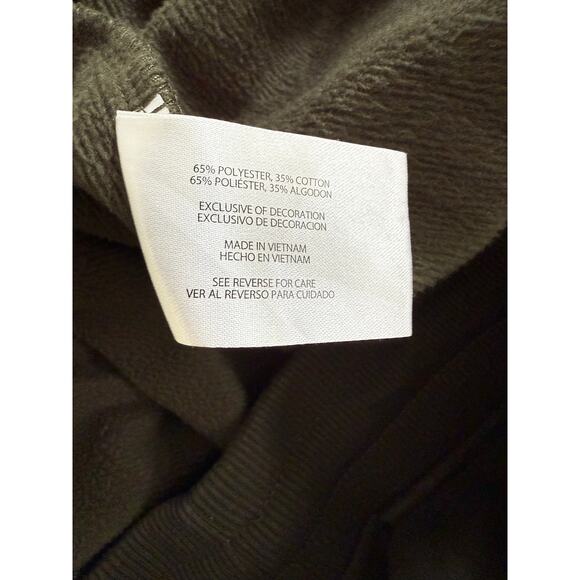 65% POLYESTER, 35% COTTON
65% POLIÉSTER, 35% ALGODON
EXCLUSIVE OF DECORATION
EXCLUSIVO DE DECORACION
MADE IN VIETNAM
HECHO EN VIETNAM
SEE REVERSE FOR CARE
VER AL REVERSO PARA CUIDADO